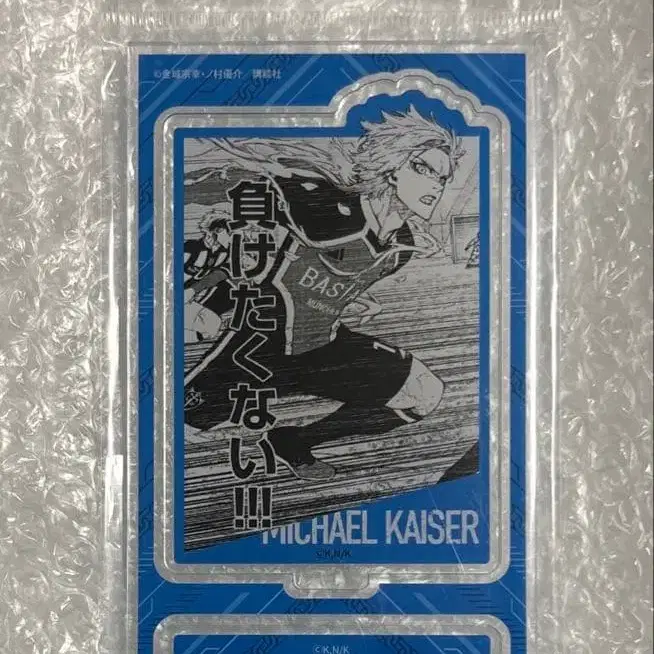 ©金城宗幸・ノ村優介／講談社
負けたくない!!!
BAS
MÜNCHEN
MICHAEL KAISER
©K,N/K
©K,N/K